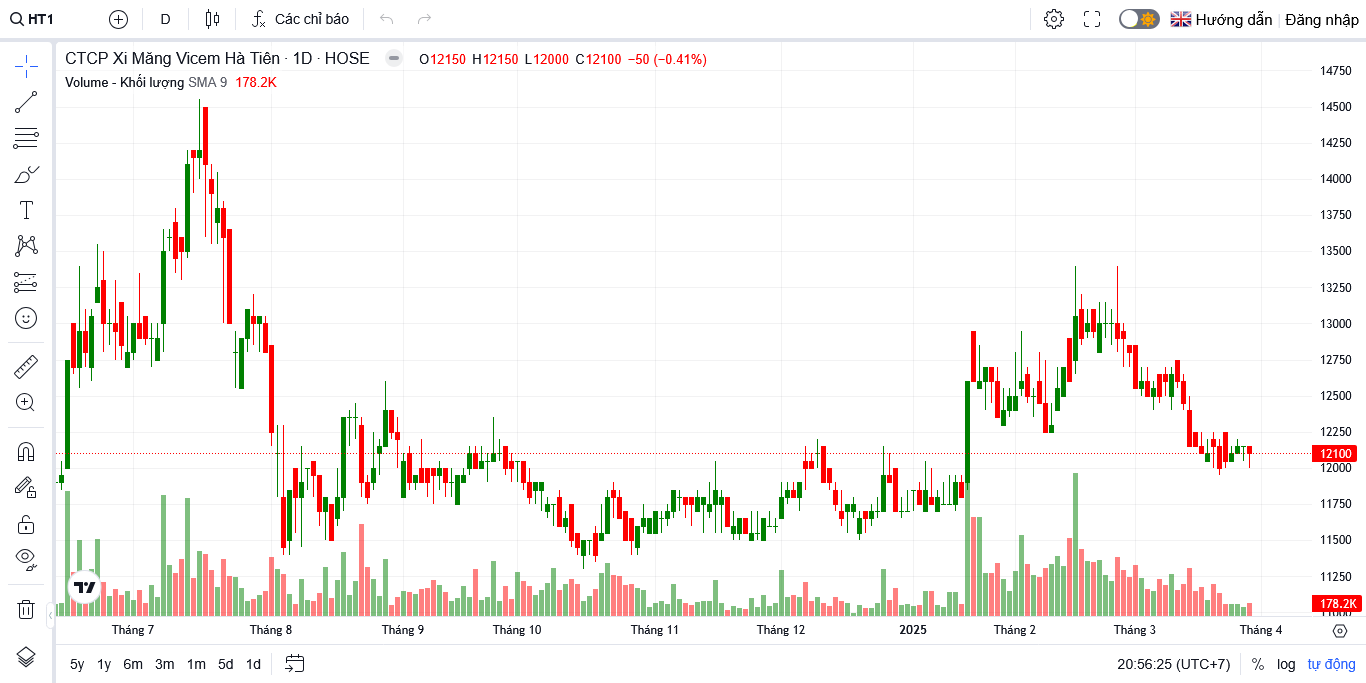 HT1 D Các chỉ báo Hướng dẫn Đăng nhập
CTCP Xi Măng Vicem Hà Tiên · 1D · HOSE O12150 H12150 L12000 C12100 −50 (−0.41%)
Volume - Khối lượng SMA 9 178.2K
14750
14500
14250
14000
13750
13500
13250
13000
12750
12500
12250
12100
12000
11750
11500
11250
178.2K
11000
Tháng 7 Tháng 8 Tháng 9 Tháng 10 Tháng 11 Tháng 12 2025 Tháng 2 Tháng 3 Tháng 4
5y 1y 6m 3m 1m 5d 1d 20:56:25 (UTC+7) % log tự động